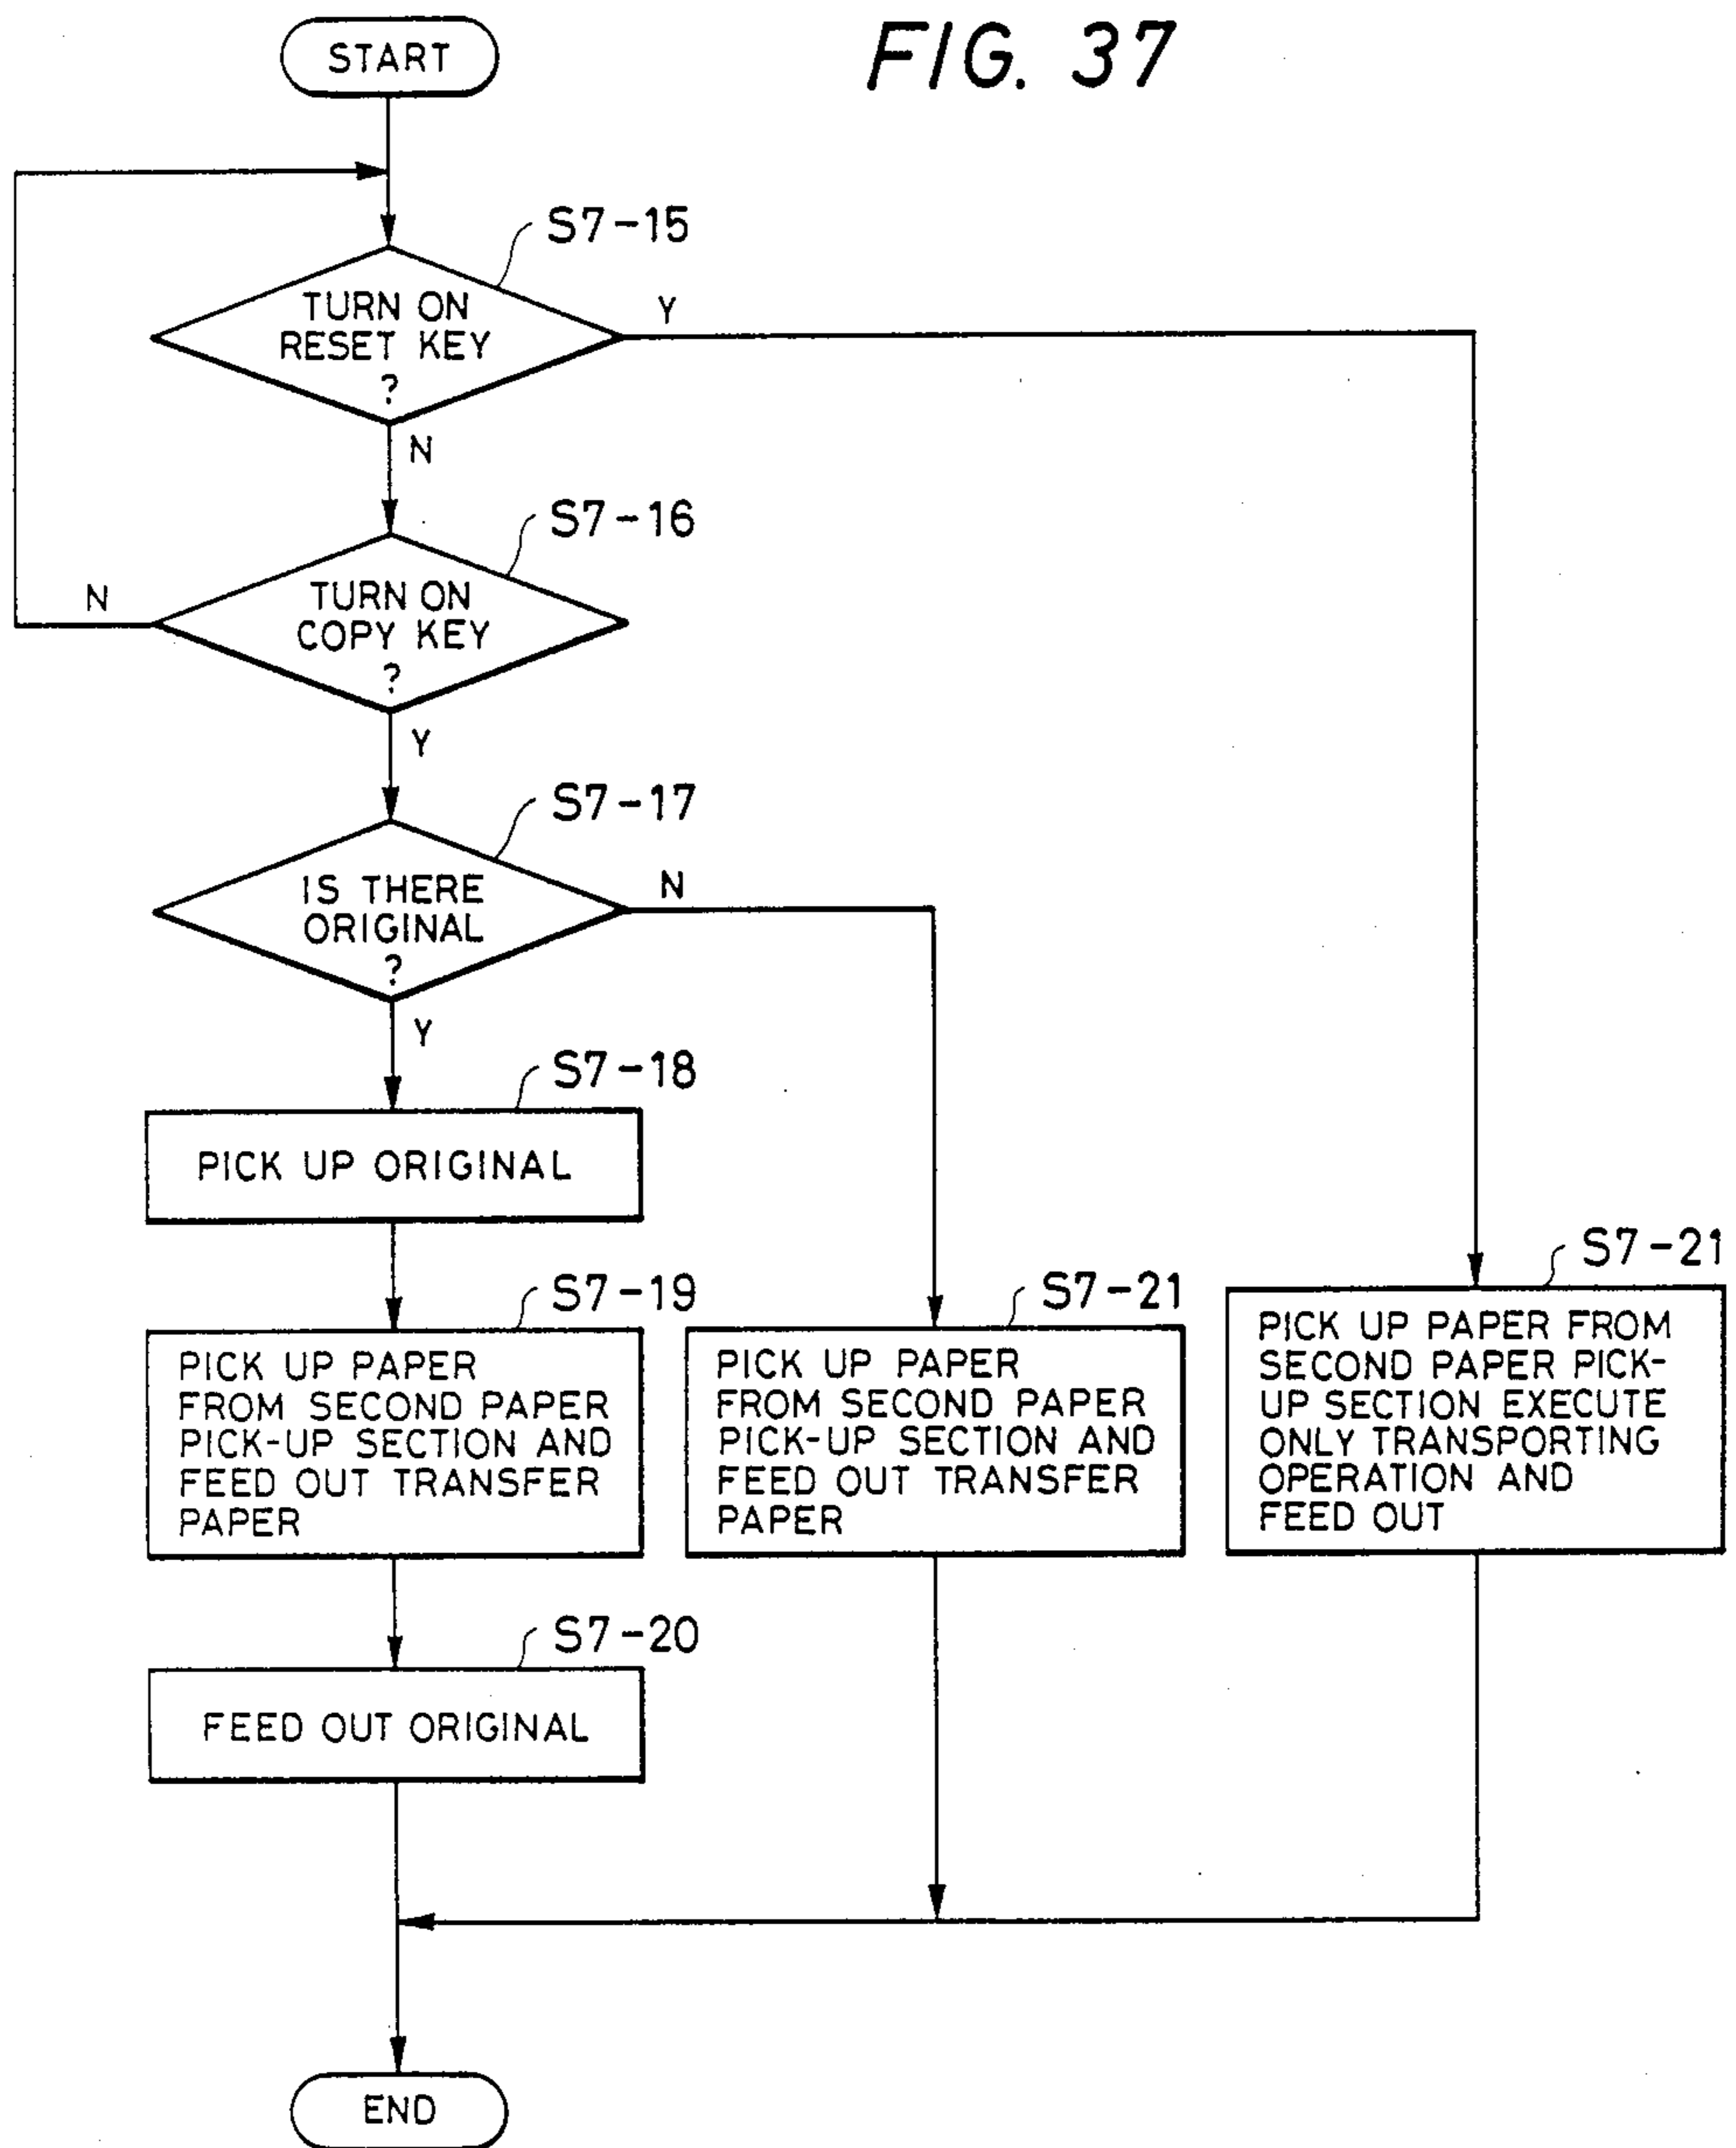 FIG. 37
START
S7-15
TURN ON
RESET KEY
?
Y
N
S7-16
TURN ON
COPY KEY
?
N
Y
S7-17
IS THERE
ORIGINAL
?
N
Y
S7-18
PICK UP ORIGINAL
S7-19
PICK UP PAPER
FROM SECOND PAPER
PICK-UP SECTION AND
FEED OUT TRANSFER
PAPER
S7-21
PICK UP PAPER
FROM SECOND PAPER
PICK-UP SECTION AND
FEED OUT TRANSFER
PAPER
S7-21
PICK UP PAPER FROM
SECOND PAPER PICK-
UP SECTION EXECUTE
ONLY TRANSPORTING
OPERATION AND
FEED OUT
S7-20
FEED OUT ORIGINAL
END